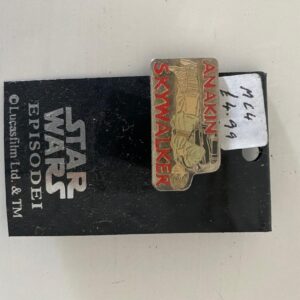 STAR
WARS
EPISODE I
©Lucasfilm Ltd. & TM
ANAKIN
SKYWALKER
MC4
£4.99